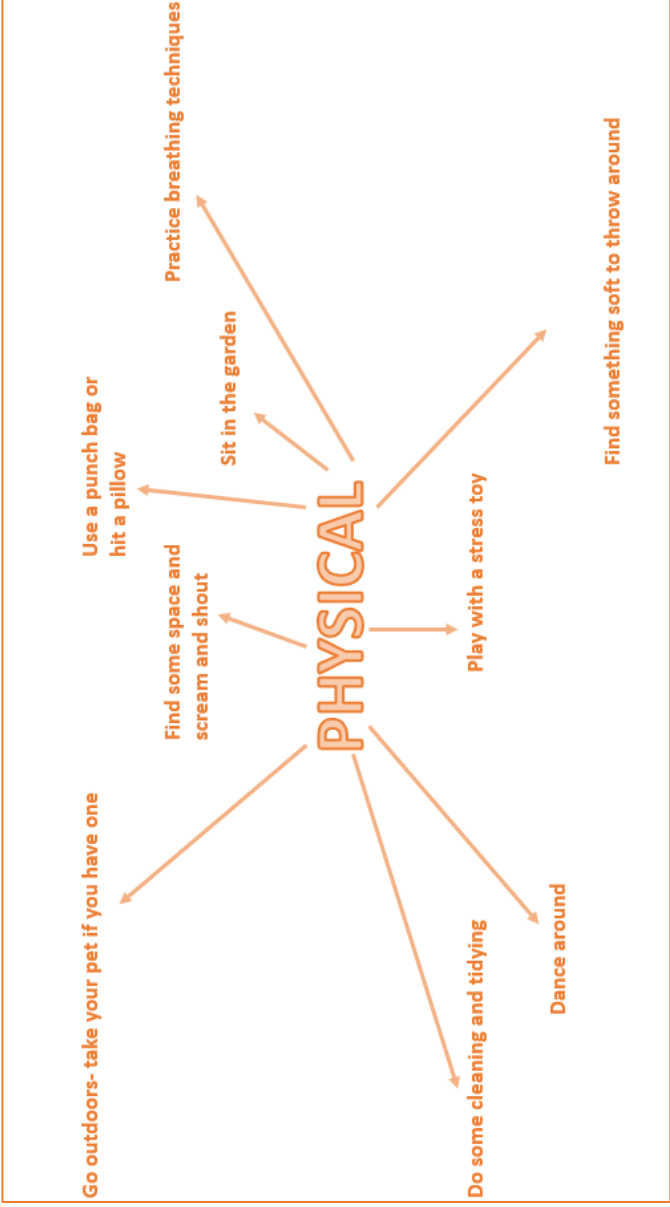 Go outdoors- take your pet if you have one
Use a punch bag or
hit a pillow
Practice breathing techniques
Find some space and
scream and shout
Sit in the garden
PHYSICAL
Do some cleaning and tidying
Play with a stress toy
Dance around
Find something soft to throw around